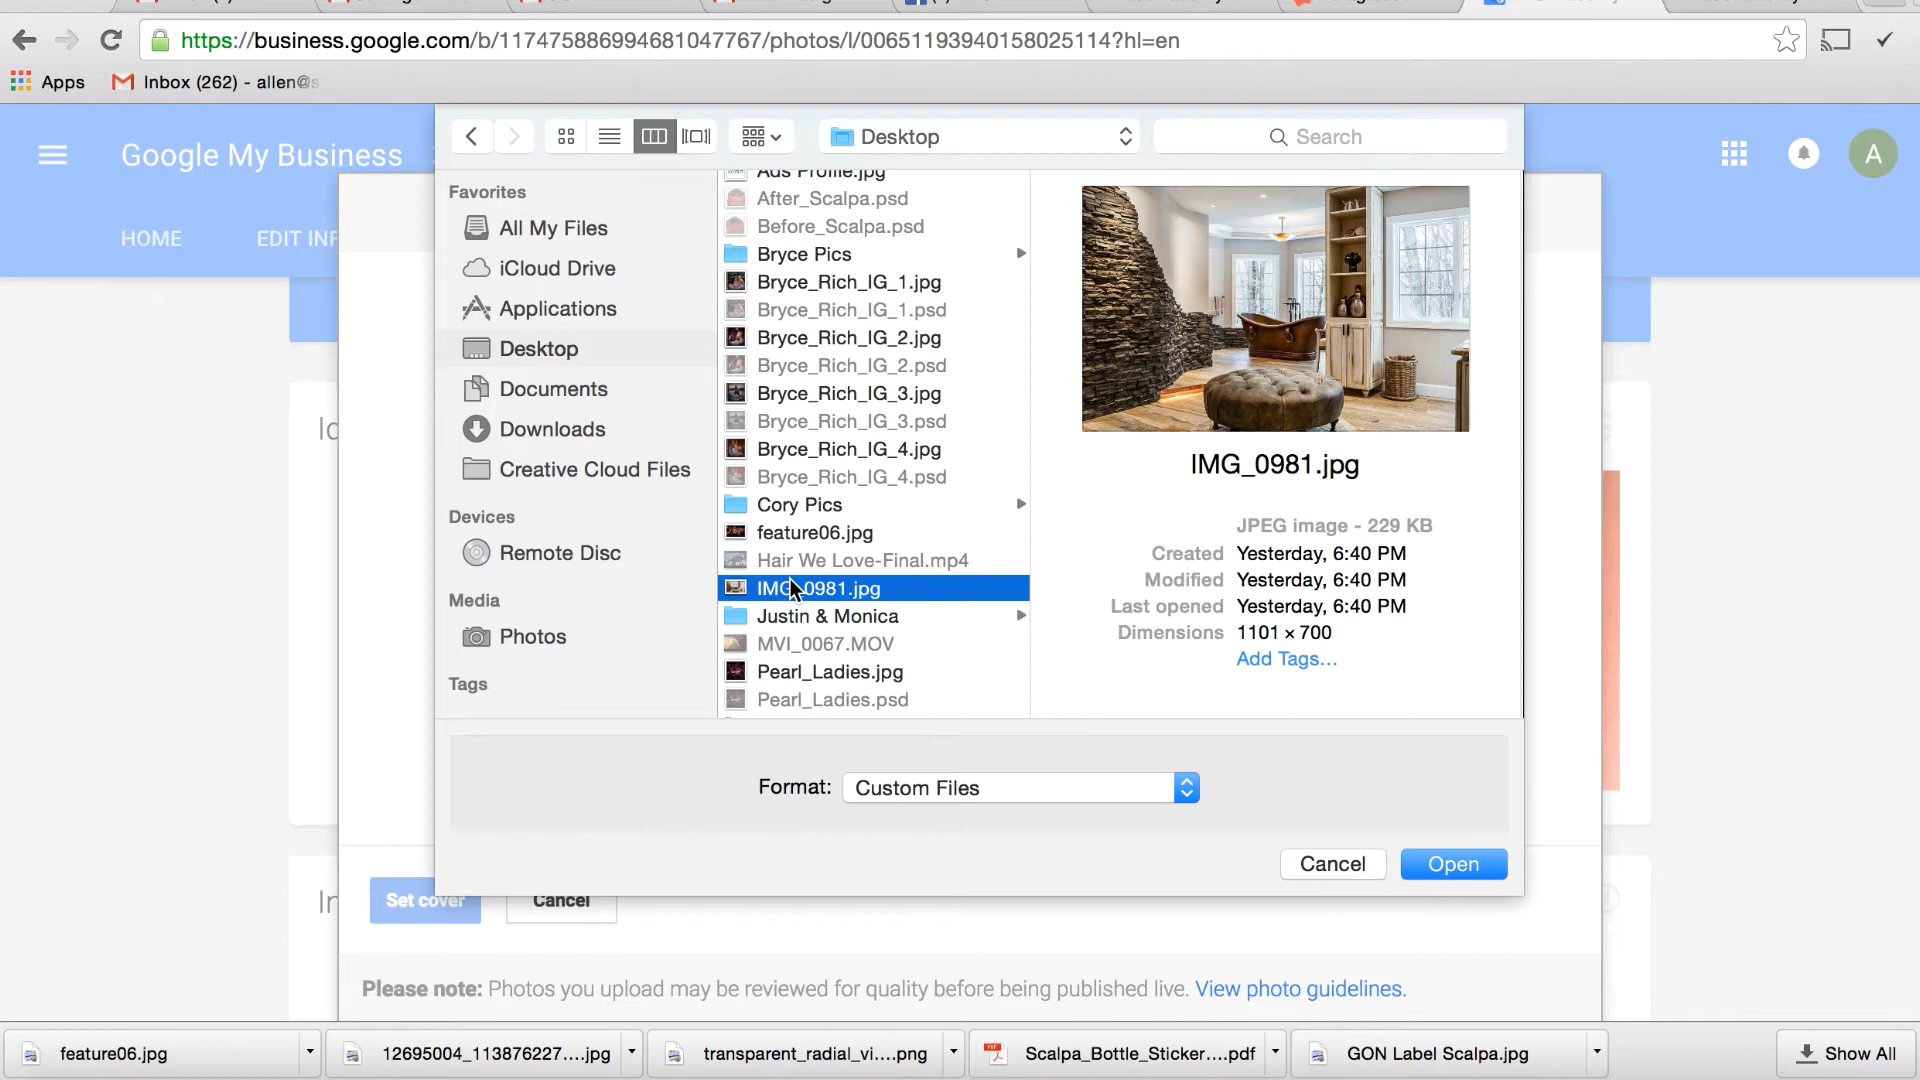 https://business.google.com/b/117475886994681047767/photos/l/00651193940158025114?hl=en
Apps
Inbox (262) - allen@s
Google My Business
HOME
EDIT INF
A
Desktop
Search
Favorites
All My Files
iCloud Drive
Applications
Desktop
Documents
Downloads
Creative Cloud Files
Devices
Remote Disc
Media
Photos
Tags
Ads Profile.jpg
After_Scalpa.psd
Before_Scalpa.psd
Bryce Pics
Bryce_Rich_IG_1.jpg
Bryce_Rich_IG_1.psd
Bryce_Rich_IG_2.jpg
Bryce_Rich_IG_2.psd
Bryce_Rich_IG_3.jpg
Bryce_Rich_IG_3.psd
Bryce_Rich_IG_4.jpg
Bryce_Rich_IG_4.psd
Cory Pics
feature06.jpg
Hair We Love-Final.mp4
IMG_0981.jpg
Justin & Monica
MVI_0067.MOV
Pearl_Ladies.jpg
Pearl_Ladies.psd
IMG_0981.jpg
JPEG image - 229 KB
Created Yesterday, 6:40 PM
Modified Yesterday, 6:40 PM
Last opened Yesterday, 6:40 PM
Dimensions 1101 × 700
Add Tags...
Format: Custom Files
Cancel
Open
Set cover
Cancel
Please note: Photos you upload may be reviewed for quality before being published live. View photo guidelines.
feature06.jpg
12695004_113876227....jpg
transparent_radial_vi....png
Scalpa_Bottle_Sticker....pdf
GON Label Scalpa.jpg
Show All